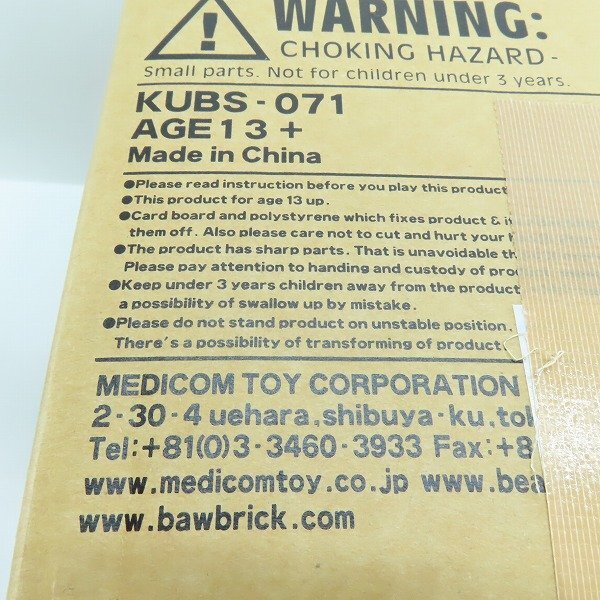 WARNING:
CHOKING HAZARD-
Small parts. Not for children under 3 years.
KUBS-071
AGE13+
Made in China
●Please read instruction before you play this product
●This product for age 13 up.
●Card board and polystyrene which fixes product &
them off. Also please care not to cut and hurt your
●The product has sharp parts. That is unavoidable
Please pay attention to handing and custody of
●Keep under 3 years children away from the product
a possibility of swallow up by mistake.
●Please do not stand product on unstable position.
There's a possibility of transforming of product.
MEDICOM TOY CORPORATION
2-30-4 uehara,shibuya-ku,
Tel:+81(0)3-3460-3933 Fax:+8
www.medicomtoy.co.jp www.bea
www.bawbrick.com